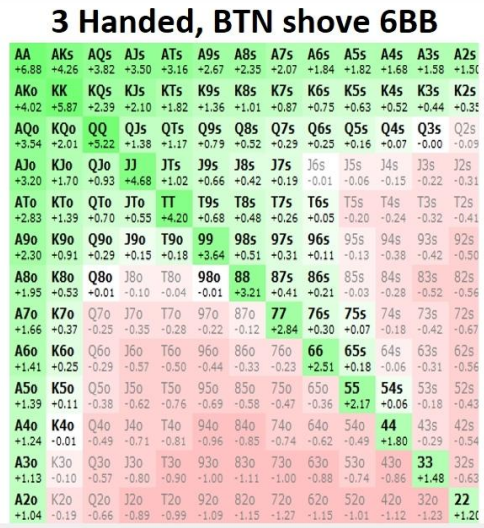 3 Handed, BTN shove 6BB
AA AKs AQs AJs ATs A9s A8s A7s A6s A5s A4s A3s A2s
+6.88 +4.26 +3.82 +3.50 +3.16 +2.67 +2.35 +2.07 +1.84 +1.82 +1.68 +1.58 +1.50
AKo KK KQs KJs KTs K9s K8s K7s K6s K5s K4s K3s K2s
+4.02 +5.87 +2.39 +2.10 +1.82 +1.36 +1.01 +0.87 +0.75 +0.63 +0.52 +0.44 +0.35
AQo KQo QQ QJs QTs Q9s Q8s Q7s Q6s Q5s Q4s Q3s Q2s
+3.54 +2.01 +5.22 +1.38 +1.17 +0.79 +0.52 +0.29 +0.25 +0.16 +0.07 -0.00 -0.09
AJo KJo QJo JJ JTs J9s J8s J7s J6s J5s J4s J3s J2s
+3.20 +1.70 +0.93 +4.68 +1.02 +0.66 +0.42 +0.19 -0.01 -0.06 -0.15 -0.22 -0.31
ATo KTo QTo JTo TT T9s T8s T7s T6s T5s T4s T3s T2s
+2.83 +1.39 +0.70 +0.55 +4.20 +0.68 +0.48 +0.26 +0.05 -0.20 -0.24 -0.32 -0.41
A9o K9o Q9o J9o T9o 99 98s 97s 96s 95s 94s 93s 92s
+2.30 +0.91 +0.29 +0.15 +0.18 +3.64 +0.51 +0.31 +0.11 -0.13 -0.38 -0.42 -0.50
A8o K8o Q8o J8o T8o 98o 88 87s 86s 85s 84s 83s 82s
+1.95 +0.53 +0.01 -0.10 -0.04 -0.01 +3.21 +0.41 +0.21 -0.03 -0.28 -0.52 -0.56
A7o K7o Q7o J7o T7o 97o 87o 77 76s 75s 74s 73s 72s
+1.66 +0.37 -0.25 -0.35 -0.28 -0.22 -0.12 +2.84 +0.30 +0.07 -0.18 -0.42 -0.67
A6o K6o Q6o J6o T6o 96o 86o 76o 66 65s 64s 63s 62s
+1.41 +0.25 -0.29 -0.57 -0.50 -0.44 -0.33 -0.23 +2.51 +0.18 -0.06 -0.31 -0.56
A5o K5o Q5o J5o T5o 95o 85o 75o 65o 55 54s 53s 52s
+1.39 +0.11 -0.38 -0.62 -0.76 -0.69 -0.58 -0.47 -0.36 +2.17 +0.06 -0.18 -0.43
A4o K4o Q4o J4o T4o 94o 84o 74o 64o 54o 44 43s 42s
+1.24 -0.01 -0.49 -0.71 -0.81 -0.96 -0.85 -0.74 -0.62 -0.49 +1.80 -0.29 -0.54
A3o K3o Q3o J3o T3o 93o 83o 73o 63o 53o 43o 33 32s
+1.13 -0.10 -0.57 -0.80 -0.90 -1.00 -1.11 -1.00 -0.88 -0.74 -0.86 +1.48 -0.63
A2o K2o Q2o J2o T2o 92o 82o 72o 62o 52o 42o 32o 22
+1.04 -0.19 -0.66 -0.89 -0.99 -1.09 -1.15 -1.27 -1.15 -1.01 -1.12 -1.23 +1.20